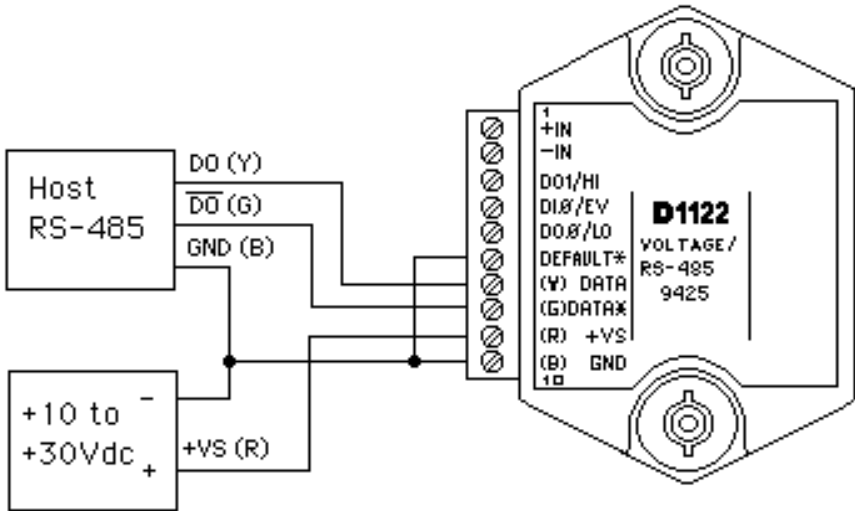 Host
RS-485
DO (Y)
DO (G)
GND (B)
+10 to -
+30Vdc +
+VS (R)
1
+IN
-IN
DO1/HI
DI.0/EV
DO.0/LO
DEFAULT*
(Y) DATA
(G)DATA*
(R) +VS
(B) GND
10
D1122
VOLTAGE/
RS-485
9425